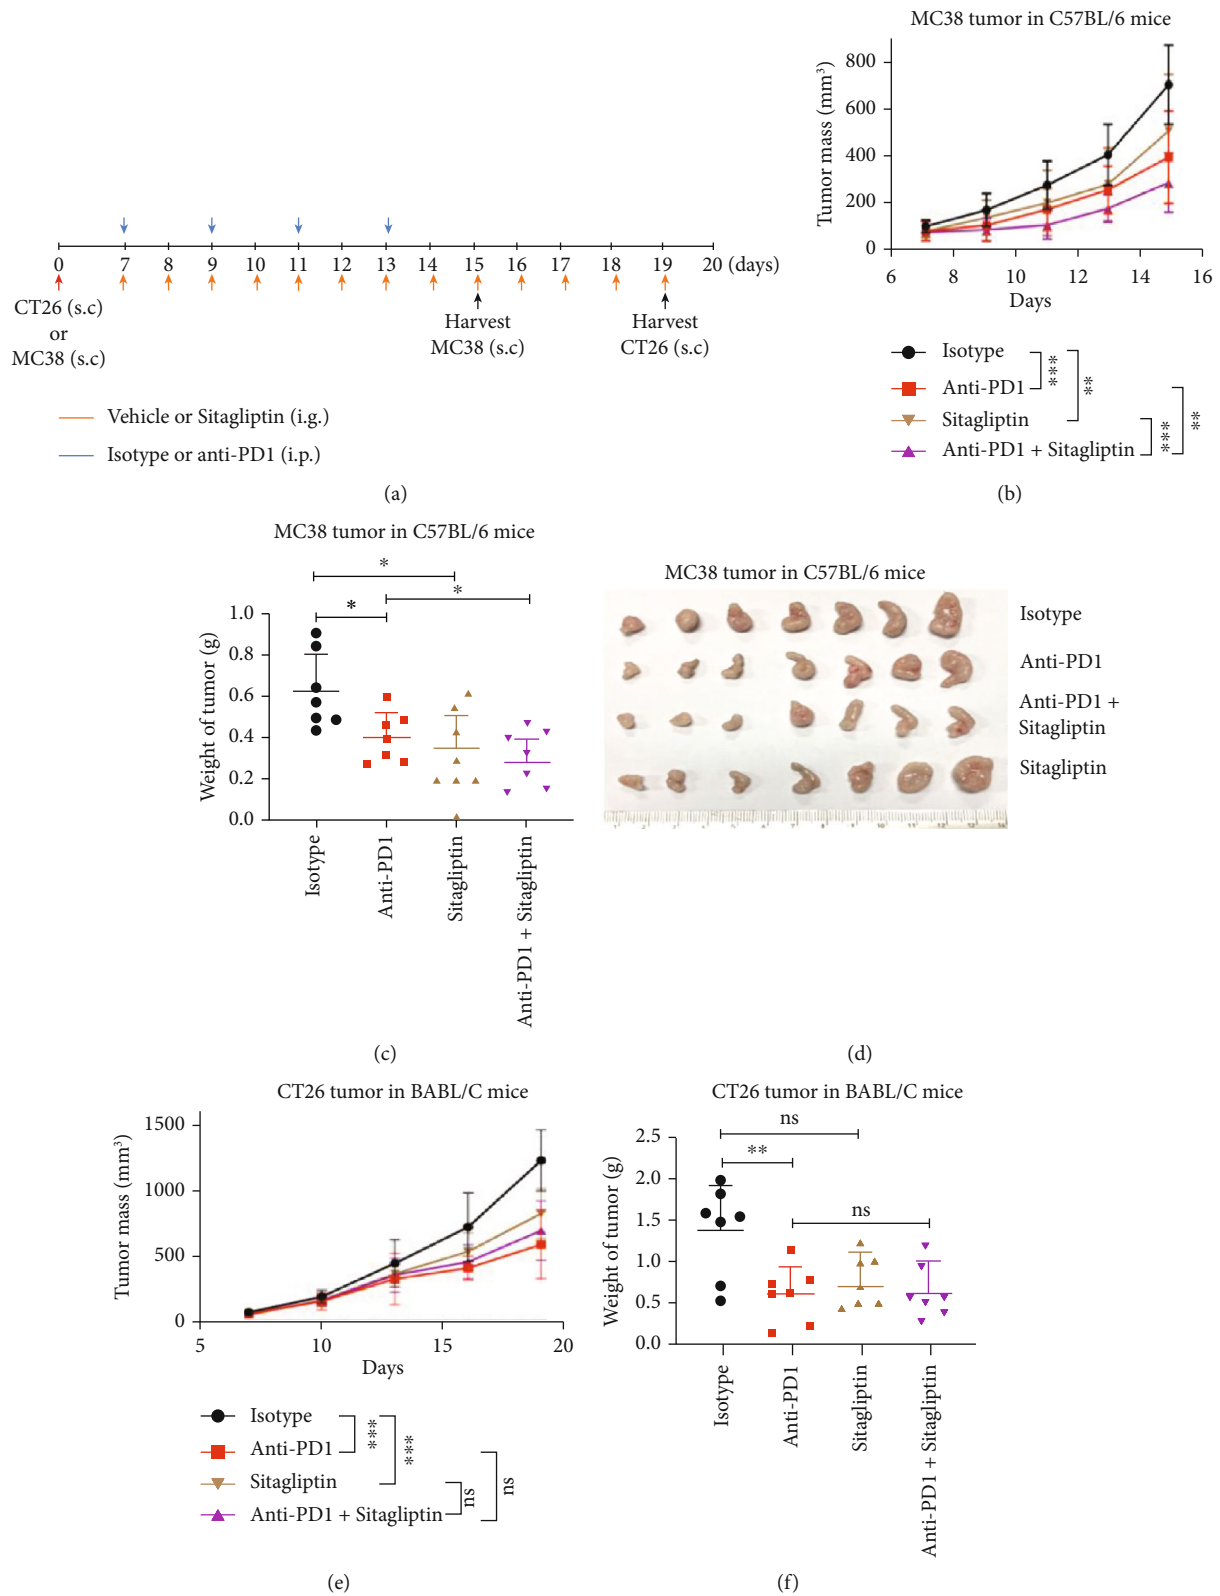 0 7 8 9 10 11 12 13 14 15 16 17 18 19 20 (days)
CT26 (s.c)
or
MC38 (s.c)
Harvest
MC38 (s.c)
Harvest
CT26 (s.c)
Vehicle or Sitagliptin (i.g.)
Isotype or anti-PD1 (i.p.)
(a)
MC38 tumor in C57BL/6 mice
Tumor mass (mm³)
800
600
400
200
0
6 8 10 11 13 14 16
Days
Isotype
Anti-PD1
Sitagliptin
Anti-PD1 + Sitagliptin
***
**
***
**
(b)
MC38 tumor in C57BL/6 mice
*
*
*
Weight of tumor (g)
1.0
0.8
0.6
0.4
0.2
0.0
Isotype
Anti-PD1
Sitagliptin
Anti-PD1 + Sitagliptin
(c)
MC38 tumor in C57BL/6 mice
Isotype
Anti-PD1
Anti-PD1 +
Sitagliptin
Sitagliptin
(d)
CT26 tumor in BABL/C mice
Tumor mass (mm³)
1500
1000
500
0
5 10 15 20
Days
Isotype
Anti-PD1
Sitagliptin
Anti-PD1 + Sitagliptin
***
***
ns
ns
(e)
CT26 tumor in BABL/C mice
ns
**
ns
Weight of tumor (g)
2.5
2.0
1.5
1.0
0.5
0.0
Isotype
Anti-PD1
Sitagliptin
Anti-PD1 + Sitagliptin
(f)